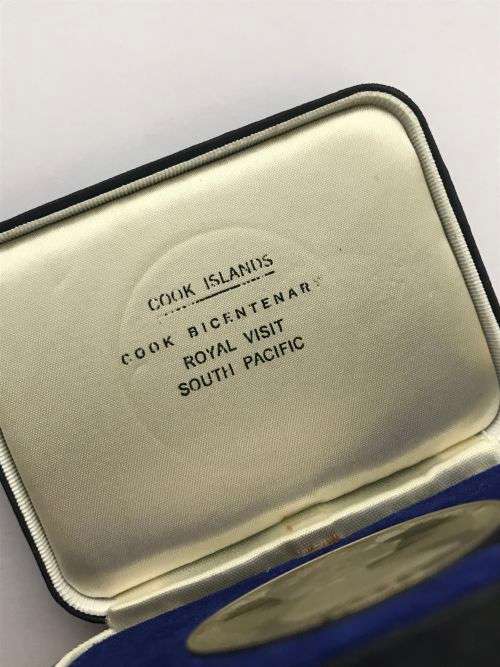 COOK ISLANDS
COOK BICENTENARY
ROYAL VISIT
SOUTH PACIFIC